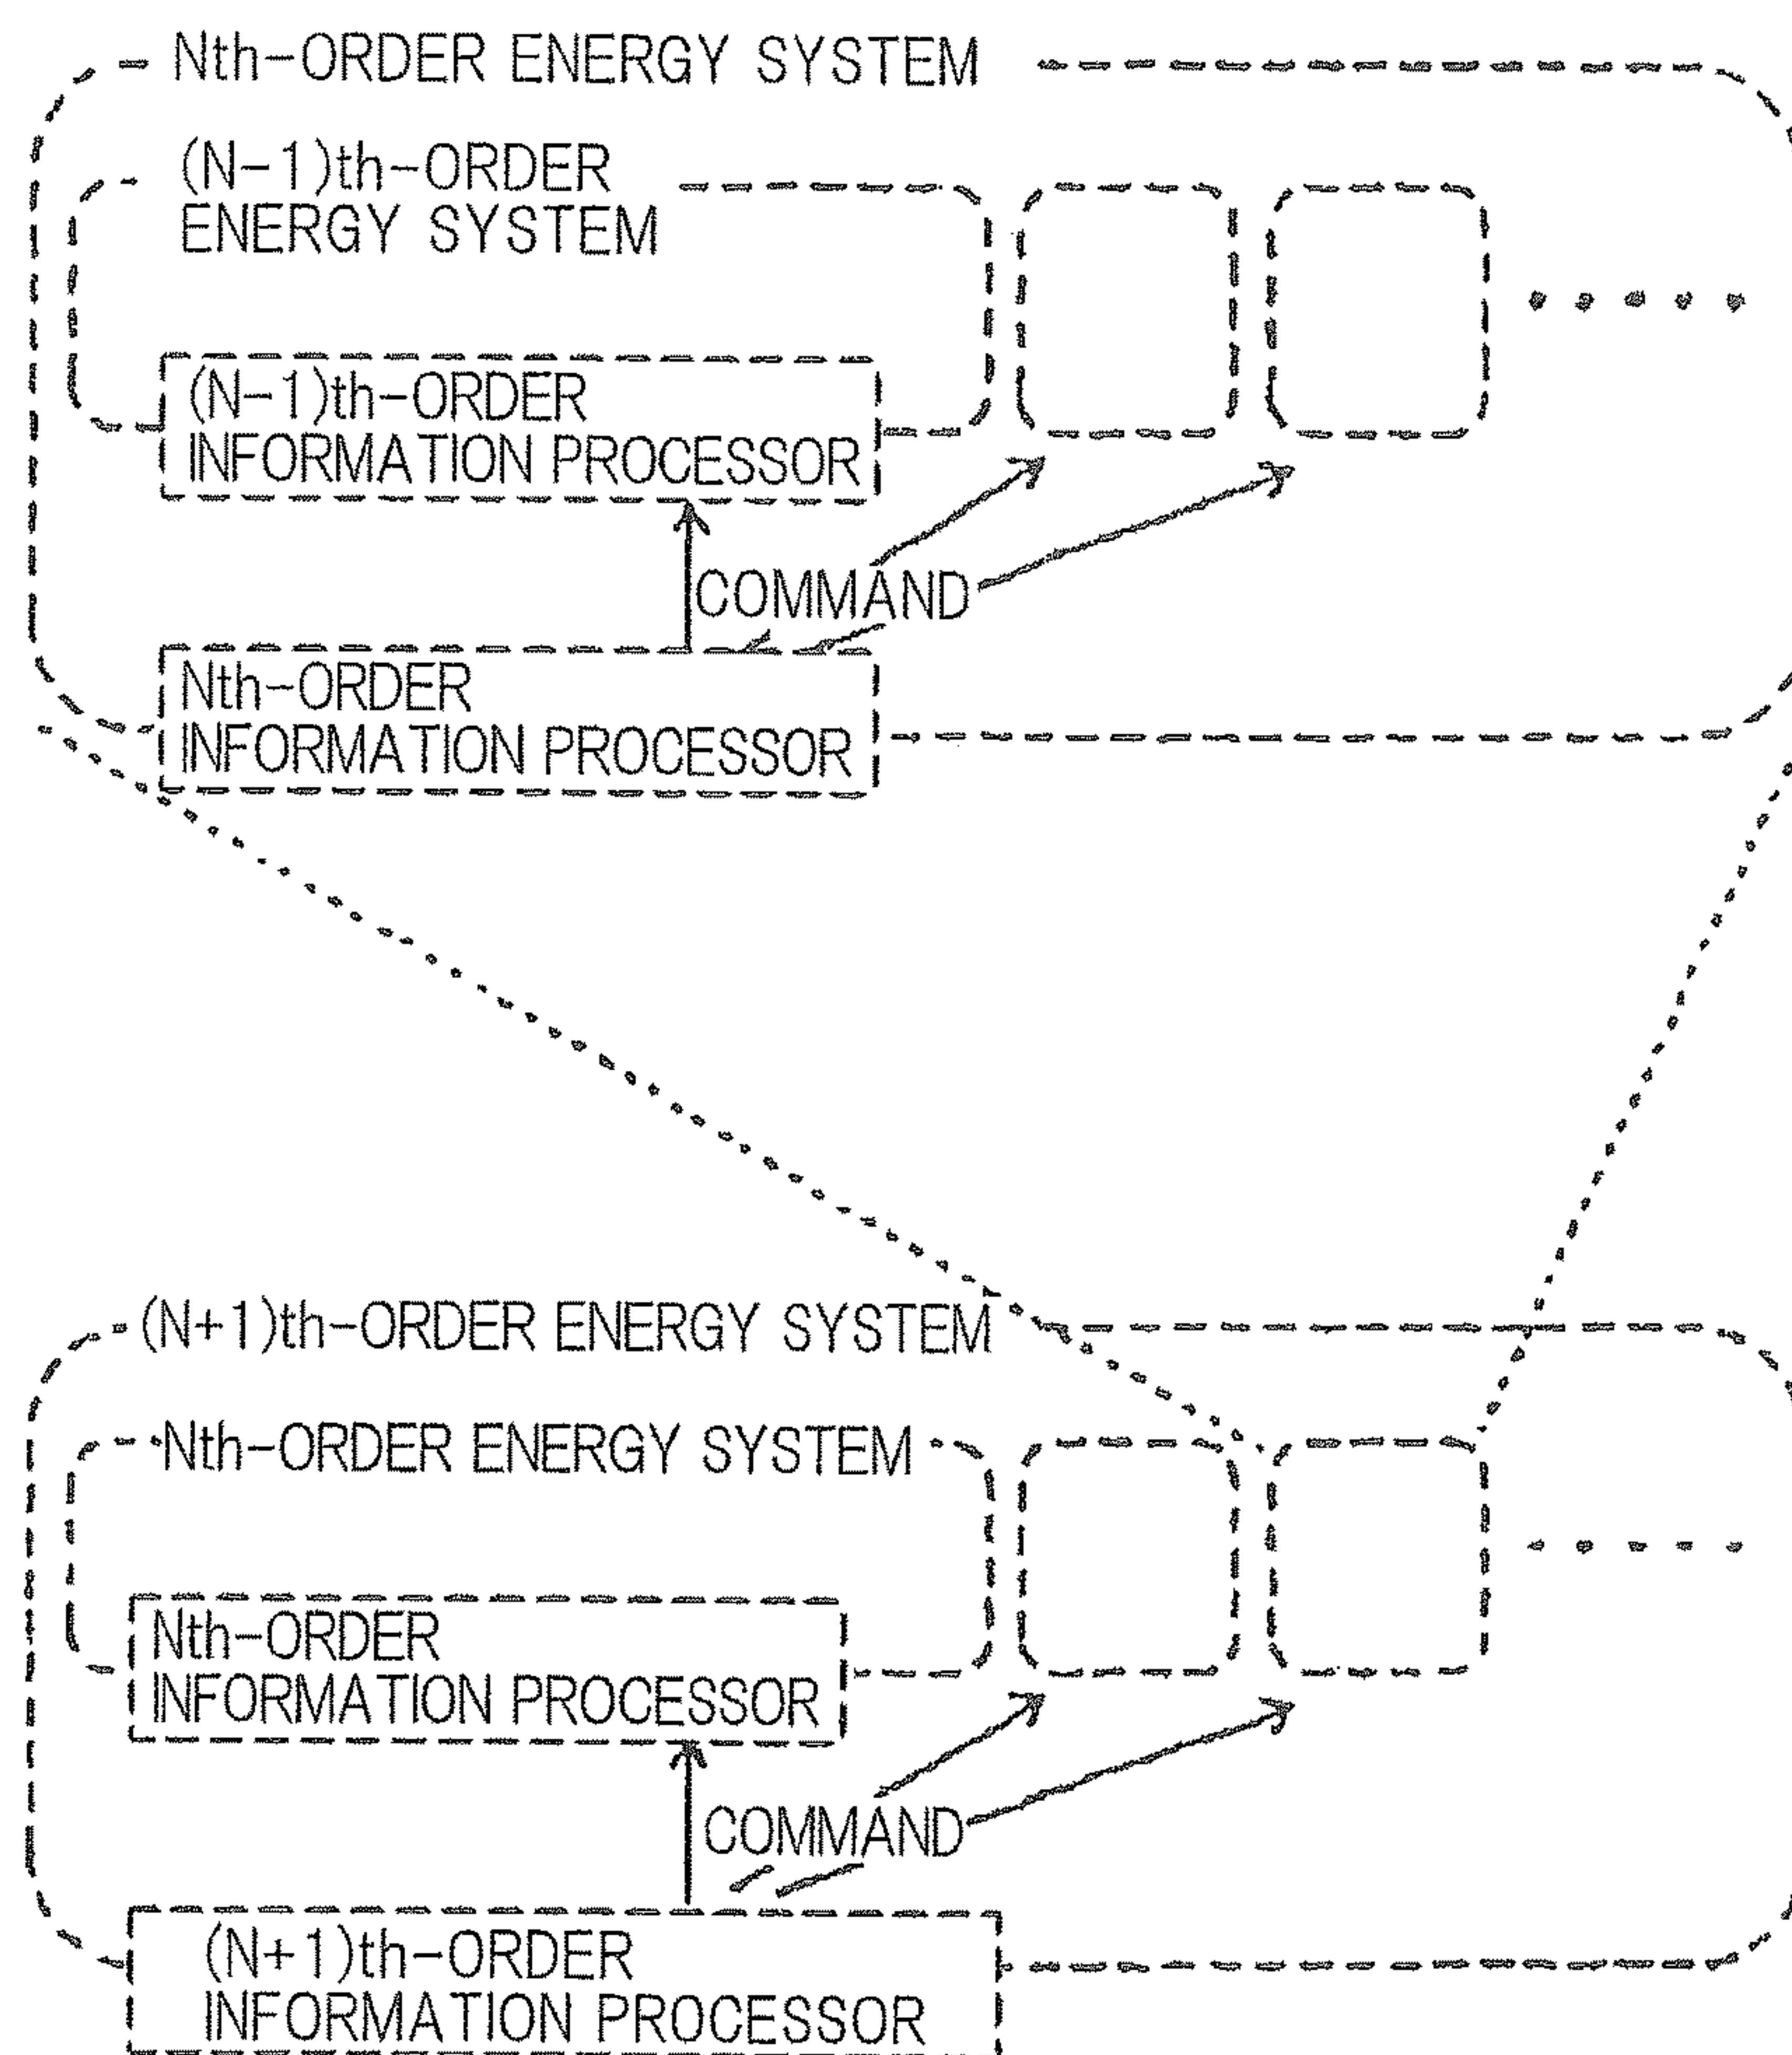 Nth-ORDER ENERGY SYSTEM
(N-1)th-ORDER
ENERGY SYSTEM
(N-1)th-ORDER
INFORMATION PROCESSOR
COMMAND
Nth-ORDER
INFORMATION PROCESSOR
(N+1)th-ORDER ENERGY SYSTEM
Nth-ORDER ENERGY SYSTEM
Nth-ORDER
INFORMATION PROCESSOR
COMMAND
(N+1)th-ORDER
INFORMATION PROCESSOR